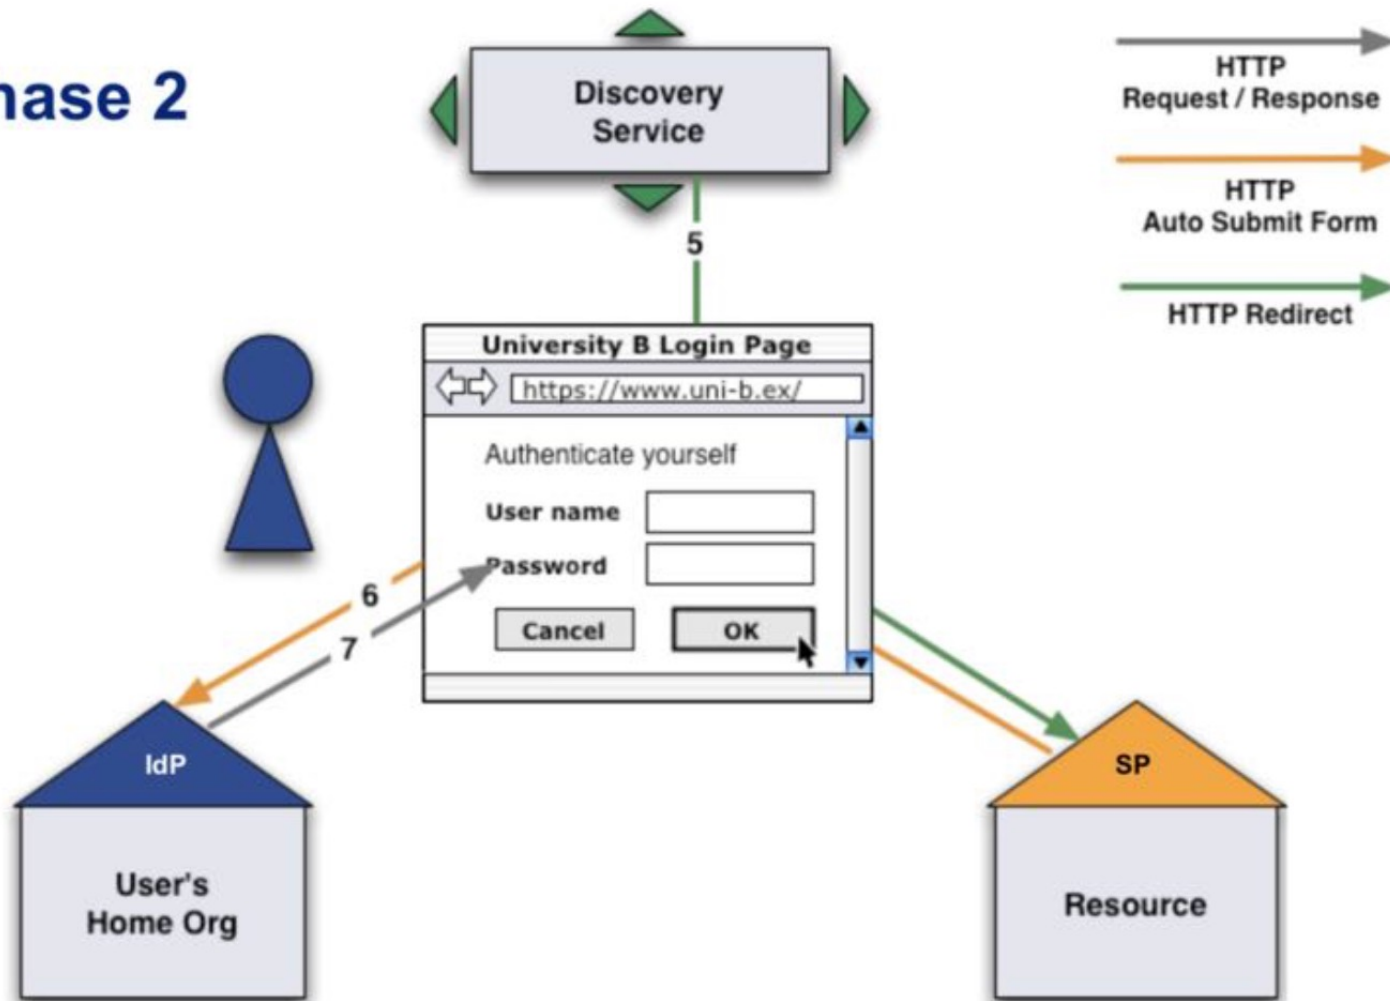 hase 2
Discovery
Service
HTTP
Request / Response
HTTP
Auto Submit Form
HTTP Redirect
5
University B Login Page
https://www.uni-b.ex/
Authenticate yourself
User name
Password
Cancel
OK
6
7
IdP
User's
Home Org
SP
Resource